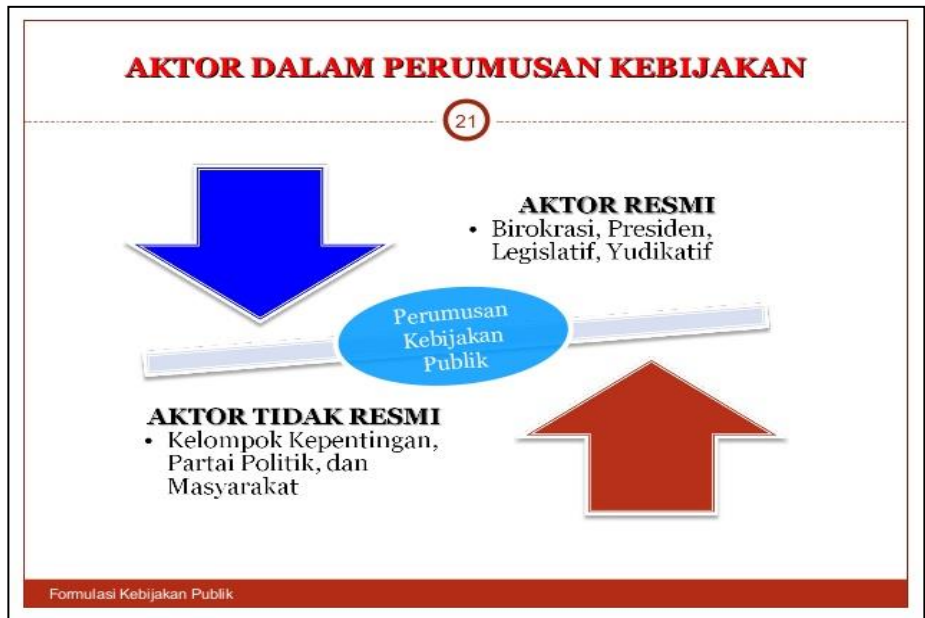 AKTOR DALAM PERUMUSAN KEBIJAKAN
21
AKTOR RESMI
• Birokrasi, Presiden,
Legislatif, Yudikatif
Perumusan
Kebijakan
Publik
AKTOR TIDAK RESMI
• Kelompok Kepentingan,
Partai Politik, dan
Masyarakat
Formulasi Kebijakan Publik